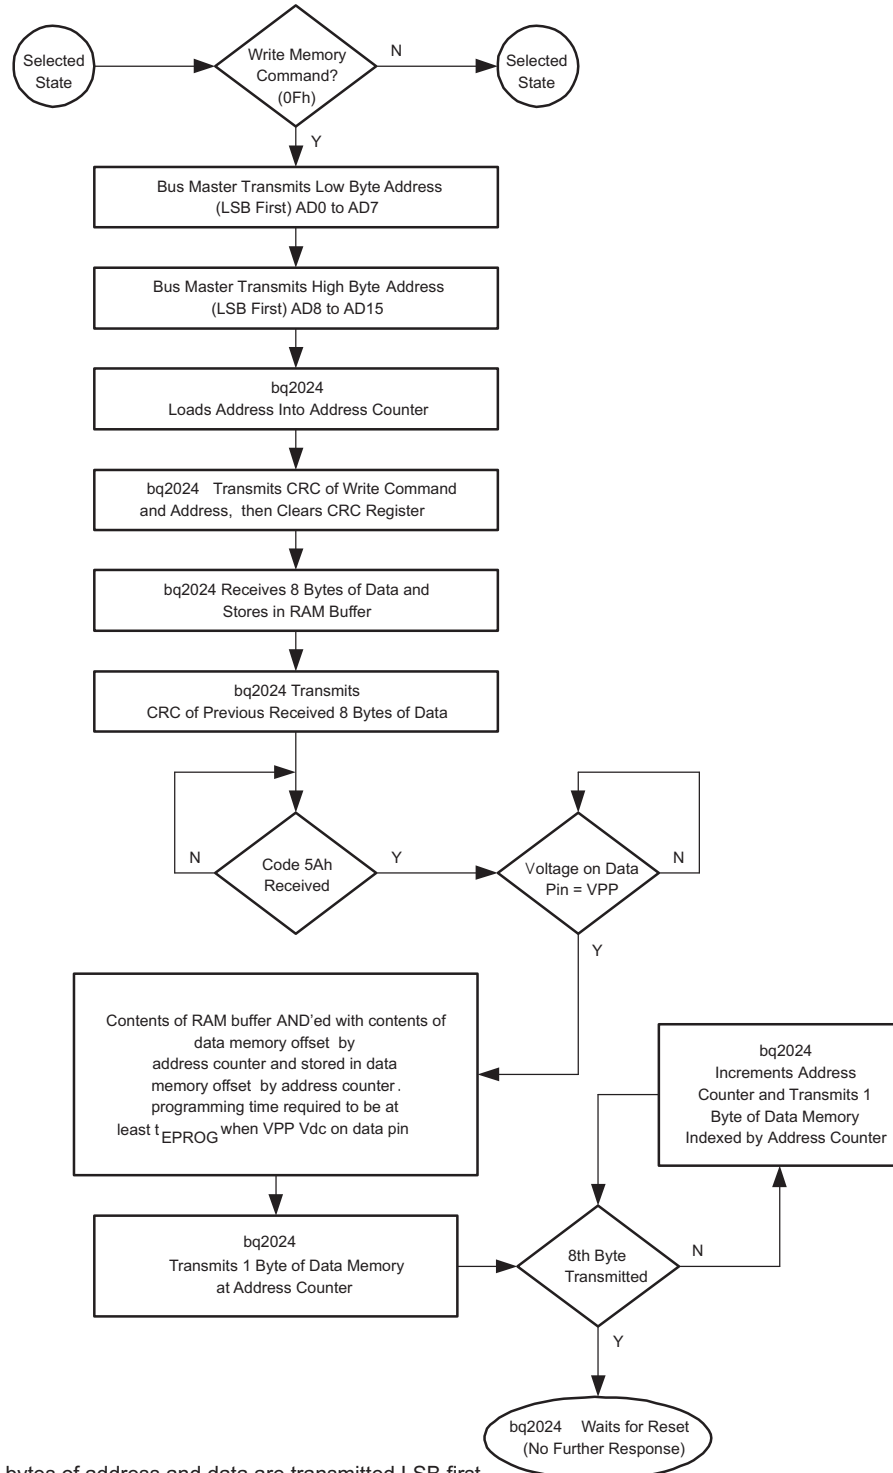 Selected
State
Write Memory
Command?
(0Fh)
N
Selected
State
Y
Bus Master Transmits Low Byte Address
(LSB First) AD0 to AD7
Bus Master Transmits High Byte Address
(LSB First) AD8 to AD15
bq2024
Loads Address Into Address Counter
bq2024 Transmits CRC of Write Command
and Address, then Clears CRC Register
bq2024 Receives 8 Bytes of Data and
Stores in RAM Buffer
bq2024 Transmits
CRC of Previous Received 8 Bytes of Data
N
Code 5Ah
Received
Y
Voltage on Data
Pin = VPP
N
Y
Contents of RAM buffer AND'ed with contents of
data memory offset by
address counter and stored in data
memory offset by address counter.
programming time required to be at
least tEPROG when VPP Vdc on data pin
bq2024
Increments Address
Counter and Transmits 1
Byte of Data Memory
Indexed by Address Counter
bq2024
Transmits 1 Byte of Data Memory
at Address Counter
8th Byte
Transmitted
N
Y
bq2024 Waits for Reset
(No Further Response)
bytes of address and data are transmitted LSB first